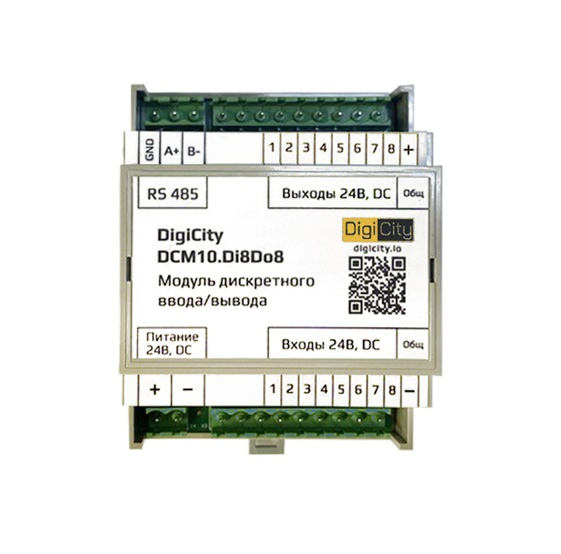 GND A+ B- 1 2 3 4 5 6 7 8 +
RS 485 Выходы 24В, DC Общ
DigiCity
digicity.io
DigiCity
DCM10.Di8Do8
Модуль дискретного
ввода/вывода
Питание
24В, DC
Входы 24В, DC Общ
+ − 1 2 3 4 5 6 7 8 −